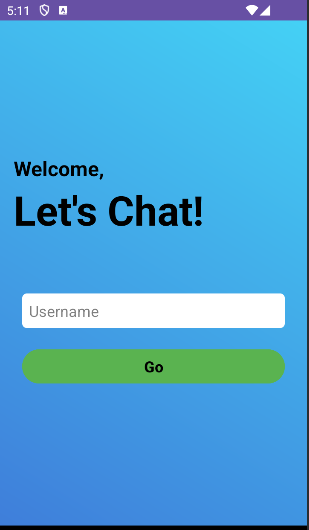 5:11
Welcome,
Let's Chat!
Username
Go